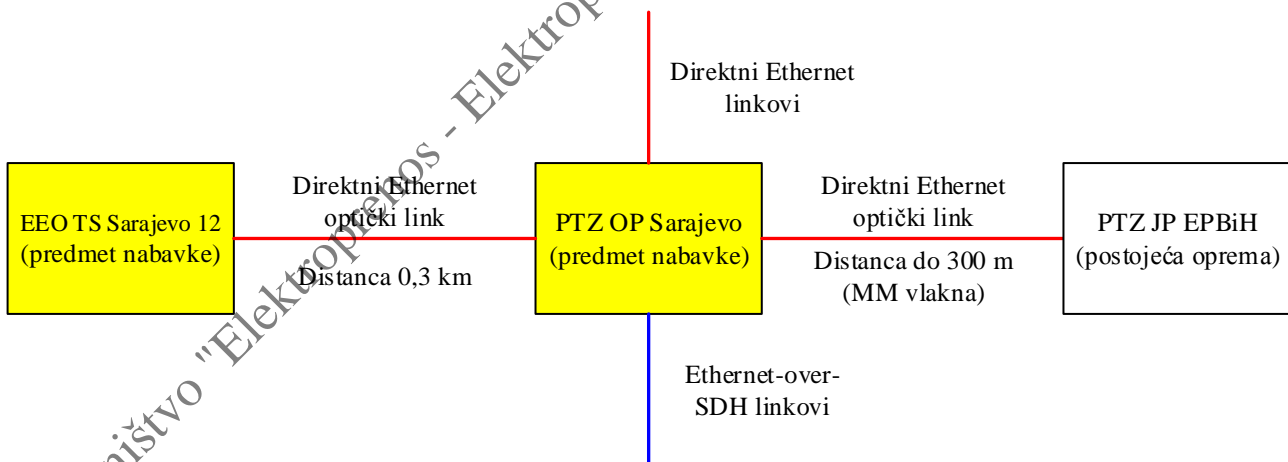 Direktni Ethernet
linkovi
EEO TS Sarajevo 12
(predmet nabavke)
Direktni Ethernet
optički link
Distanca 0,3 km
PTZ OP Sarajevo
(predmet nabavke)
Direktni Ethernet
optički link
Distanca do 300 m
(MM vlakna)
PTZ JP EPBiH
(postojeća oprema)
Ethernet-over-
SDH linkovi
"Elektroprenos -